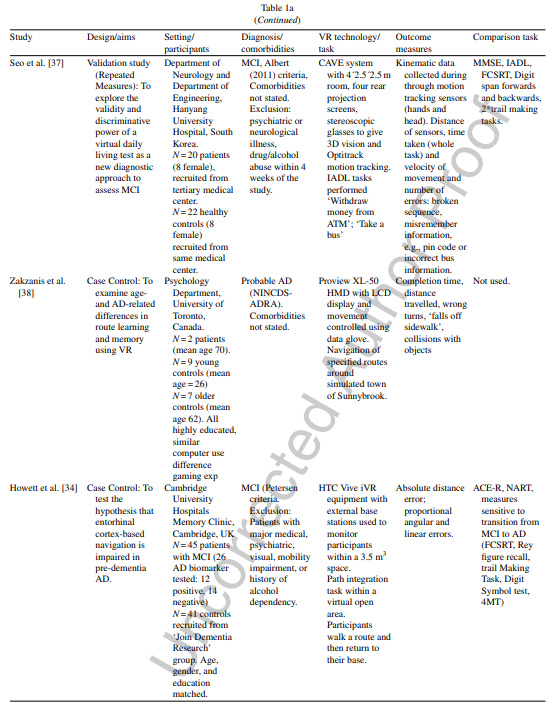 Table 1a
(Continued)
Study
Design/aims
Setting/
participants
Diagnosis/
comorbidities
VR technology/
task
Outcome
measures
Comparison task
Seo et al. [37]
Validation study
(Repeated
Measures): To
explore the
validity and
discriminative
power of a
virtual daily
living test as a
new diagnostic
approach to
assess MCI
Department of
Neurology and
Department of
Engineering,
Hanyang
University
Hospital, South
Korea.
N = 20 patients
(8 female),
recruited from
tertiary medical
center.
N = 22 healthy
controls (8
female)
recruited from
same medical
center.
MCI, Albert
(2011) criteria,
Comorbidities
not stated.
Exclusion:
psychiatric or
neurological
illness,
drug/alcohol
abuse within 4
weeks of the
study.
CAVE system
with 4´2.5´2.5 m
room, four rear
projection
screens,
stereoscopic
glasses to give
3D vision and
Optitrack
motion tracking.
IADL tasks
performed
‘Withdraw
money from
ATM’; ‘Take a
bus’
Kinematic data
collected during
through motion
tracking sensors
(hands and
head). Distance
of sensors, time
taken (whole
task) and
velocity of
movement and
number of
errors: broken
sequence,
misremember
information,
e.g., pin code or
incorrect bus
information.
MMSE, IADL,
FCSRT, Digit
span forwards
and backwards,
2*trail making
tasks.
Zakzanis et al.
[38]
Case Control: To
examine age-
and AD-related
differences in
route learning
and memory
using VR
Psychology
Department,
University of
Toronto,
Canada.
N = 2 patients
(mean age 70).
N = 9 young
controls (mean
age = 26)
N = 7 older
controls (mean
age 62). All
highly educated,
similar
computer use
difference
gaming exp
Probable AD
(NINCDS-
ADRA).
Comorbidities
not stated.
Proview XL-50
HMD with LCD
display and
movement
controlled using
data glove.
Navigation of
specified routes
around
simulated town
of Sunnybrook.
Completion time,
distance
travelled, wrong
turns, ‘falls off
sidewalk’,
collisions with
objects
Not used.
Howett et al. [34]
Case Control: To
test the
hypothesis that
entorhinal
cortex-based
navigation is
impaired in
pre-dementia
AD.
Cambridge
University
Hospitals
Memory Clinic,
Cambridge, UK
N = 45 patients
with MCI (26
AD biomarker
tested: 12
positive, 14
negative)
N = 41 controls
recruited from
‘Join Dementia
Research’
group. Age,
gender, and
education
matched.
MCI (Petersen
criteria.
Exclusion:
Patients with
major medical,
psychiatric,
visual, mobility
impairment, or
history of
alcohol
dependency.
HTC Vive iVR
equipment with
external base
stations used to
monitor
participants
within a 3.5 m³
space.
Path integration
task within a
virtual open
area.
Participants
walk a route and
then return to
their base.
Absolute distance
error;
proportional
angular and
linear errors.
ACE-R, NART,
measures
sensitive to
transition from
MCI to AD
(FCSRT, Rey
figure recall,
trail Making
Task, Digit
Symbol test,
4MT)
Uncorrected Author Proof